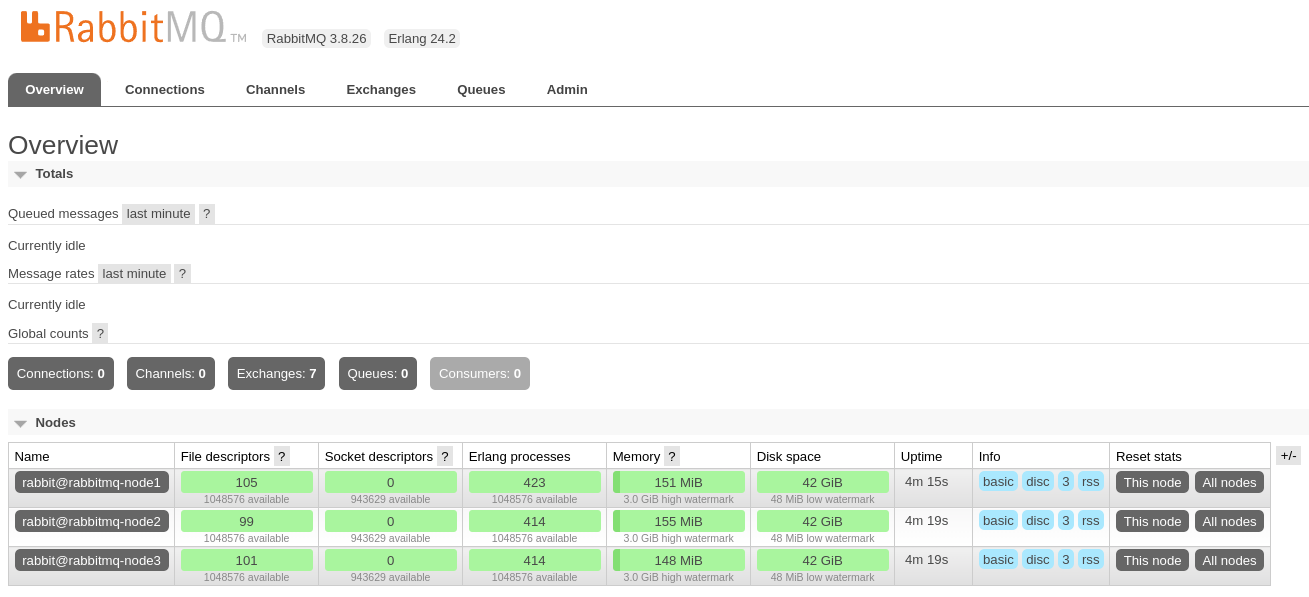 RabbitMQ TM RabbitMQ 3.8.26 Erlang 24.2
Overview Connections Channels Exchanges Queues Admin
Overview
Totals
Queued messages last minute ?
Currently idle
Message rates last minute ?
Currently idle
Global counts ?
Connections: 0 Channels: 0 Exchanges: 7 Queues: 0 Consumers: 0
Nodes
Name File descriptors ? Socket descriptors ? Erlang processes Memory ? Disk space Uptime Info Reset stats +/-
rabbit@rabbitmq-node1 105 0 423 151 MiB 42 GiB 4m 15s basic disc 3 rss This node All nodes
1048576 available 943629 available 1048576 available 3.0 GiB high watermark 48 MiB low watermark
rabbit@rabbitmq-node2 99 0 414 155 MiB 42 GiB 4m 19s basic disc 3 rss This node All nodes
1048576 available 943629 available 1048576 available 3.0 GiB high watermark 48 MiB low watermark
rabbit@rabbitmq-node3 101 0 414 148 MiB 42 GiB 4m 19s basic disc 3 rss This node All nodes
1048576 available 943629 available 1048576 available 3.0 GiB high watermark 48 MiB low watermark